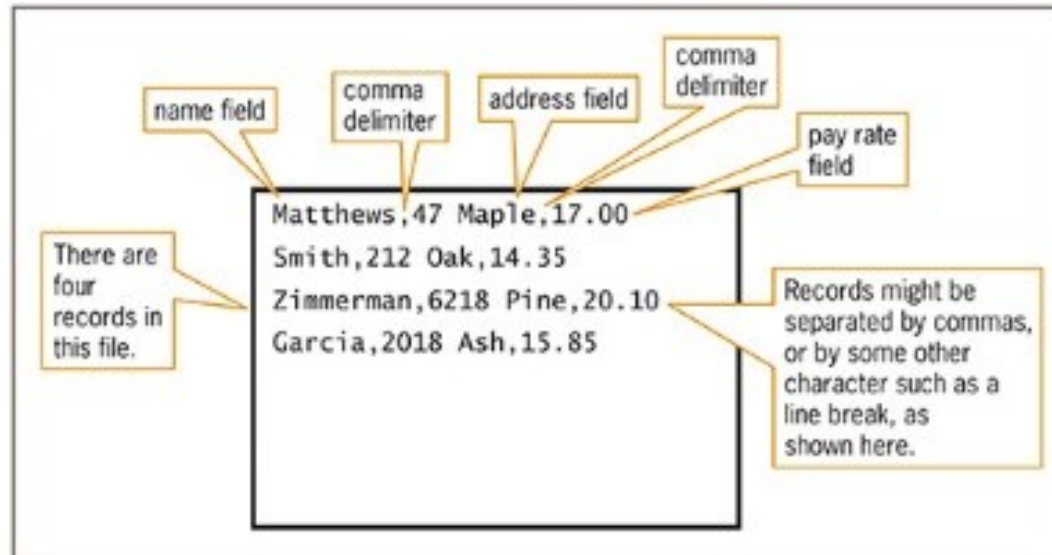 name field
comma
delimiter
address field
comma
delimiter
pay rate
field
Matthews,47 Maple,17.00
Smith,212 Oak,14.35
Zimmerman,6218 Pine,20.10
Garcia,2018 Ash,15.85
There are
four
records in
this file.
Records might be
separated by commas,
or by some other
character such as a
line break, as
shown here.